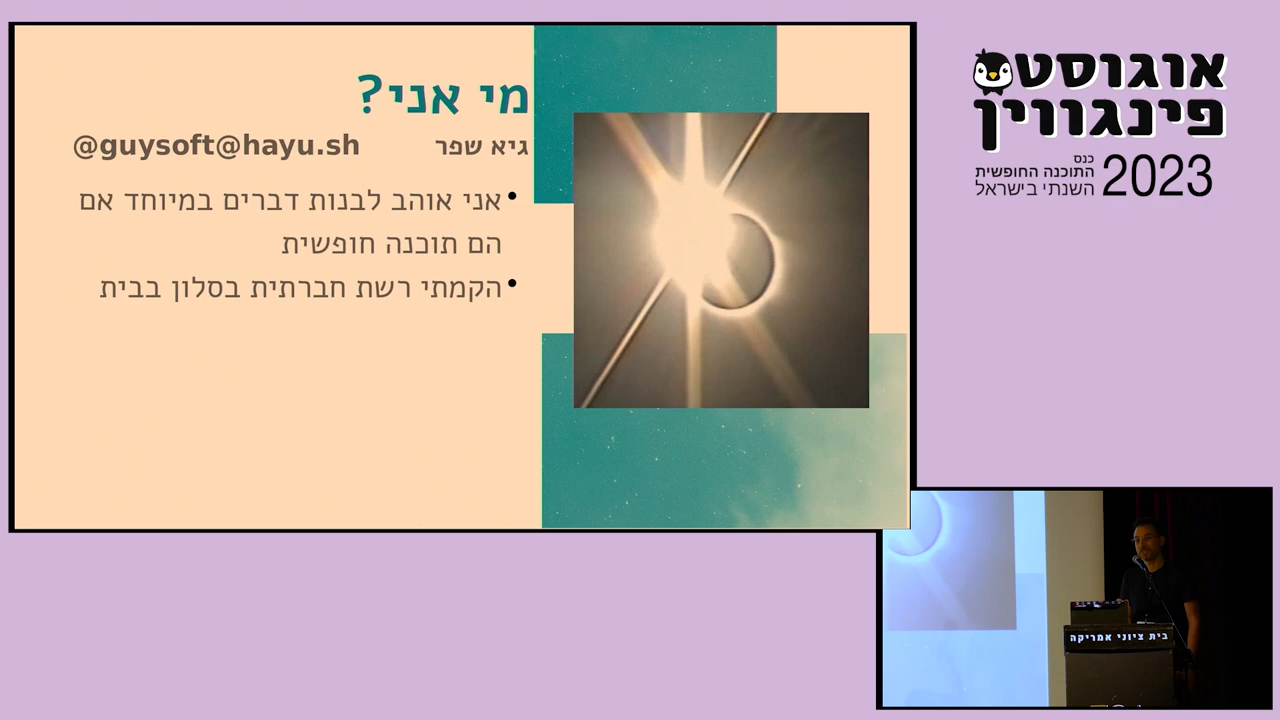 מי אני?
גיא שפר @guysoft@hayu.sh
אני אוהב לבנות דברים במיוחד אם
הם תוכנה חופשית
הקמתי רשת חברתית בסלון בבית
אוגוסט
פינגווין
כנס
התוכנה החופשית
השנתי בישראל
2023
בית ציוני אמריקה